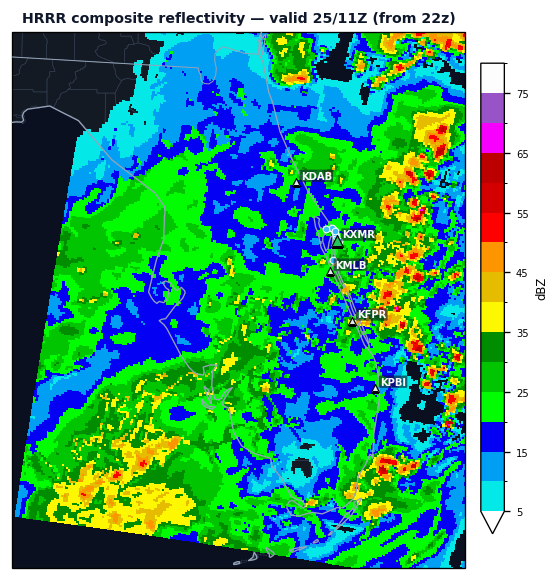 HRRR composite reflectivity — valid 25/11Z (from 22z)
KDAB
KXMR
KMLB
KFPR
KPBI
75
65
55
45
35
25
15
5
dBZ